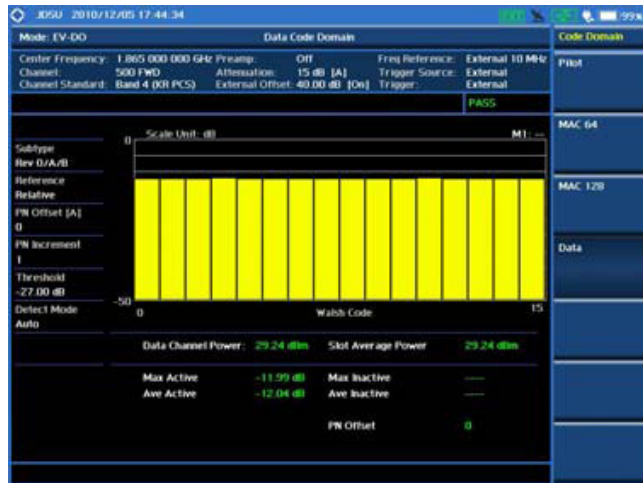 JDSU 2010/12/05 17:44:34 EXT 99%
Mode: EV-DO Data Code Domain Code Domain
Center Frequency: 1.865 000 000 GHz Preamp: Off Freq Reference: External 10 MHz
Channel: 500 FWD Attenuation: 15 dB [A] Trigger Source: External
Channel Standard: Band 4 (KR PCS) External Offset: 40.00 dB [On] Trigger: External
Pilot
PASS
MAC 64
MAC 128
Data
0 Scale Unit: dB M1: --
Subtype
Rev 0/A/B
Reference
Relative
PN Offset [A]
0
PN Increment
1
Threshold
-27.00 dB
Detect Mode
Auto
-50
0 Walsh Code 15
Data Channel Power: 29.24 dBm Slot Average Power 29.24 dBm
Max Active -11.99 dB Max Inactive ----
Ave Active -12.04 dB Ave Inactive ----
PN Offset 0